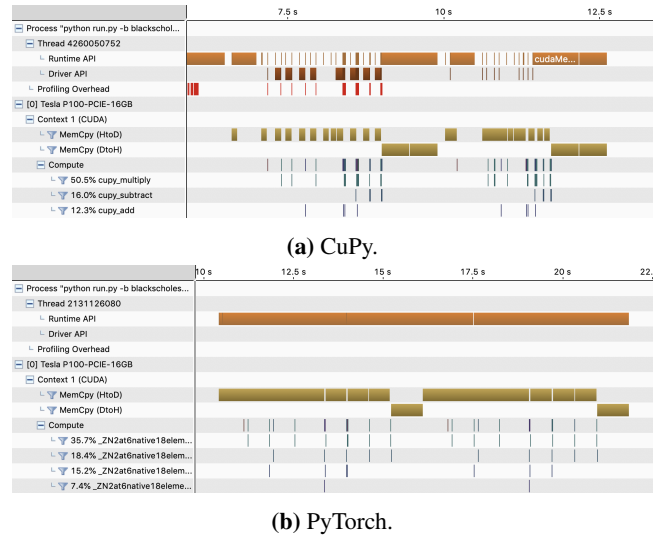 7.5 s 10 s 12.5 s
Process "python run.py -b blackschol...
Thread 4260050752
Runtime API cudaMe...
Driver API
Profiling Overhead
[0] Tesla P100-PCIE-16GB
Context 1 (CUDA)
MemCpy (HtoD)
MemCpy (DtoH)
Compute
50.5% cupy_multiply
16.0% cupy_subtract
12.3% cupy_add
(a) CuPy.
10 s 12.5 s 15 s 17.5 s 20 s 22....
Process "python run.py -b blackscholes...
Thread 2131126080
Runtime API
Driver API
Profiling Overhead
[0] Tesla P100-PCIE-16GB
Context 1 (CUDA)
MemCpy (HtoD)
MemCpy (DtoH)
Compute
35.7% _ZN2at6native18elem...
18.4% _ZN2at6native18elem...
15.2% _ZN2at6native18elem...
7.4% _ZN2at6native18eleme...
(b) PyTorch.